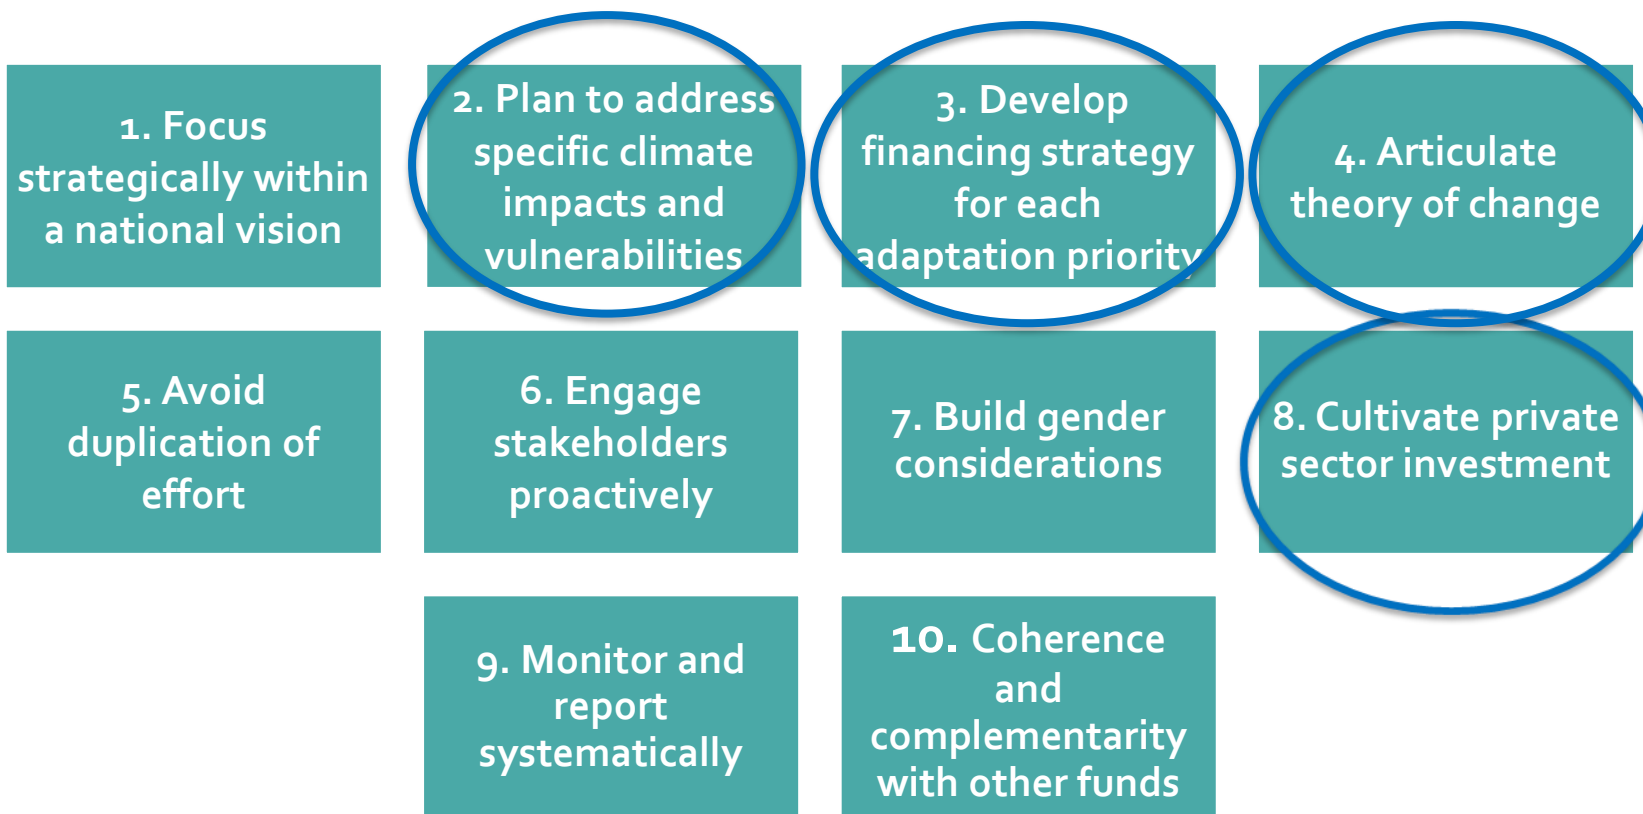 1. Focus
strategically within
a national vision
2. Plan to address
specific climate
impacts and
vulnerabilities
3. Develop
financing strategy
for each
adaptation priority
4. Articulate
theory of change
5. Avoid
duplication of
effort
6. Engage
stakeholders
proactively
7. Build gender
considerations
8. Cultivate private
sector investment
9. Monitor and
report
systematically
10. Coherence
and
complementarity
with other funds